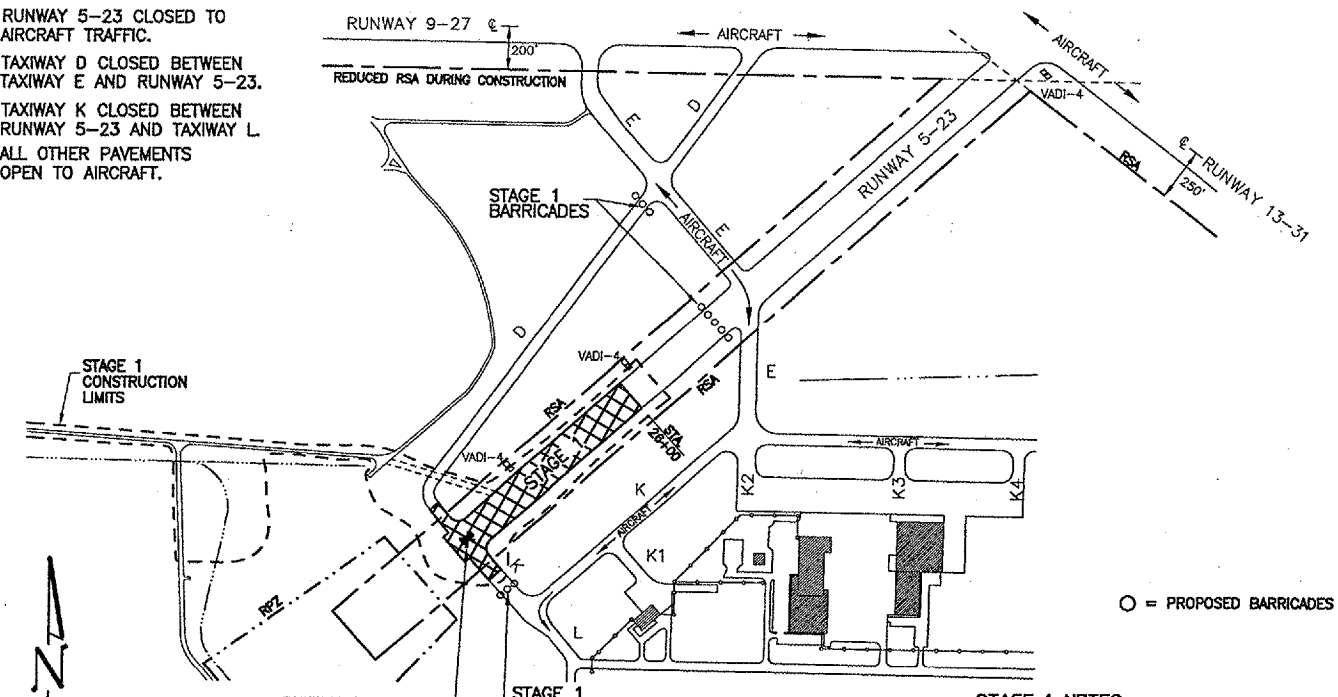 RUNWAY 5-23 CLOSED TO
AIRCRAFT TRAFFIC.
TAXIWAY D CLOSED BETWEEN
TAXIWAY E AND RUNWAY 5-23.
TAXIWAY K CLOSED BETWEEN
RUNWAY 5-23 AND TAXIWAY L
ALL OTHER PAVEMENTS
OPEN TO AIRCRAFT.
RUNWAY 9-27 ℄
200'
REDUCED RSA DURING CONSTRUCTION
AIRCRAFT
AIRCRAFT
VADI-4
D
E
RUNWAY 5-23
RSA
℄ RUNWAY 13-31
250'
STAGE 1
BARRICADES
AIRCRAFT
E
D
VADI-4
RSA
RSA
E
STAGE 1
CONSTRUCTION
LIMITS
STA.
26+00
VADI-4
STAGE 1
AIRCRAFT
K
K2
K3
K4
AIRCRAFT
K1
K
L
RPZ
N
O = PROPOSED BARRICADES
STAGE 1
STAGE 1 NOTES